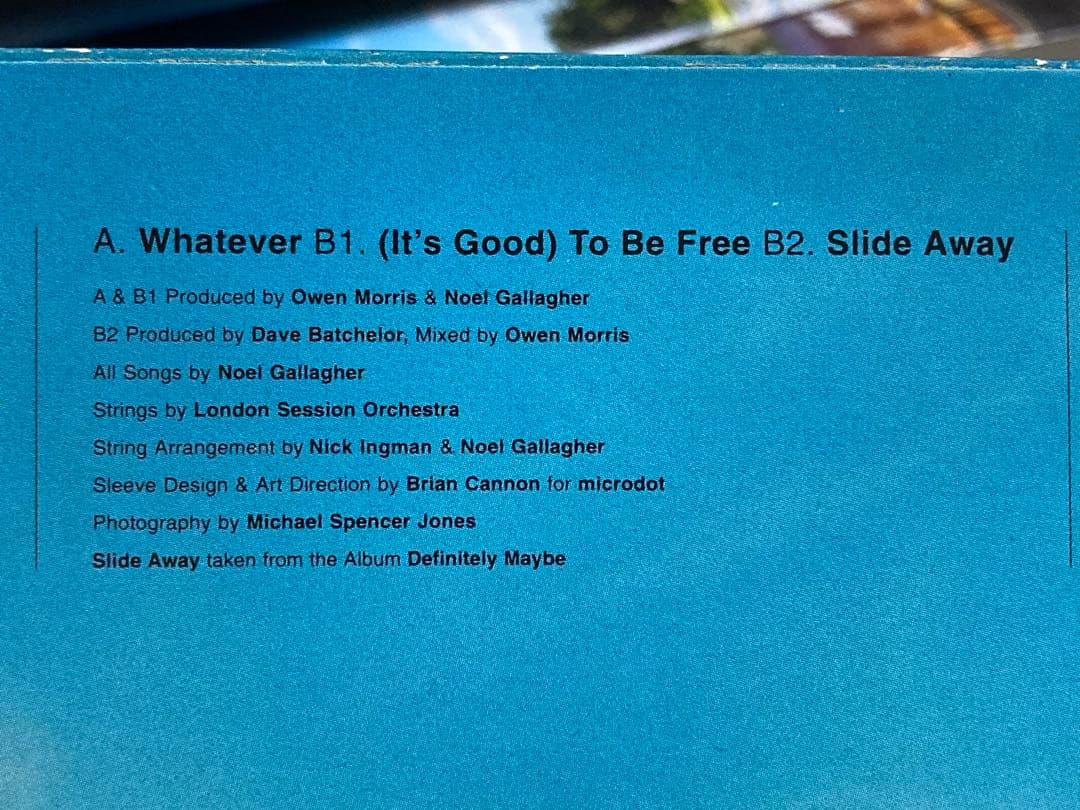 A. Whatever B1. (It's Good) To Be Free B2. Slide Away
A & B1 Produced by Owen Morris & Noel Gallagher
B2 Produced by Dave Batchelor, Mixed by Owen Morris
All Songs by Noel Gallagher
Strings by London Session Orchestra
String Arrangement by Nick Ingman & Noel Gallagher
Sleeve Design & Art Direction by Brian Cannon for microdot
Photography by Michael Spencer Jones
Slide Away taken from the Album Definitely Maybe